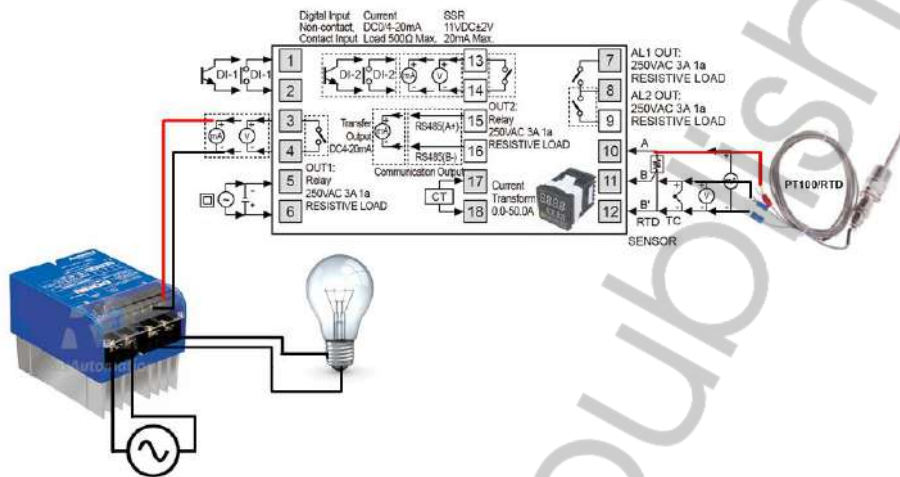 Digital Input Current SSR
Non-contact, DC0/4-20mA 11VDC±2V
Contact Input Load 500Ω Max, 20mA Max.
DI-1 DI-1
1
2
3
4
5
6
mA V
OUT1:
Relay
250VAC 3A 1a
RESISTIVE LOAD
DI-2 DI-2
mA V
13
14
15
16
17
18
Transfer
Output
DC4-20mA
mA
RS485(A+)
RS485(B-)
Communication Output
OUT2:
Relay
250VAC 3A 1a
RESISTIVE LOAD
CT
Current
Transform
0.0-50.0A
7
8
9
10
11
12
AL1 OUT:
250VAC 3A 1a
RESISTIVE LOAD
AL2 OUT:
250VAC 3A 1a
RESISTIVE LOAD
A
B
B'
RTD TC
V
SENSOR
PT100/RTD
Automation
publish